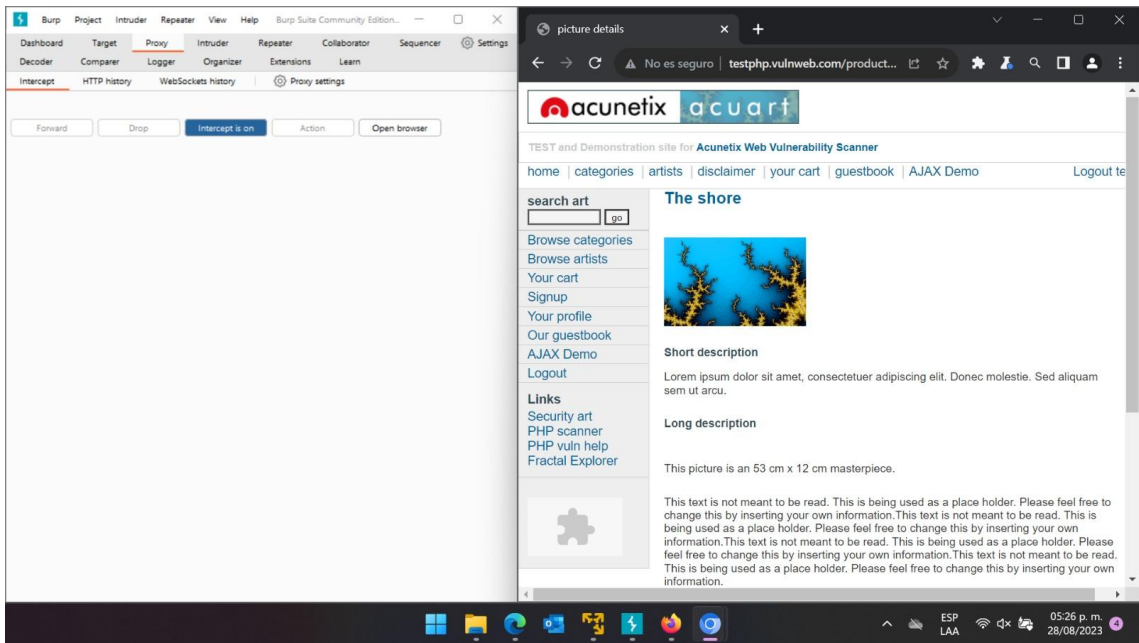 Burp Project Intruder Repeater View Help Burp Suite Community Edition...
Dashboard Target Proxy Intruder Repeater Collaborator Sequencer Settings
Decoder Comparer Logger Organizer Extensions Learn
Intercept HTTP history WebSockets history Proxy settings
Forward Drop Intercept is on Action Open browser
picture details
No es seguro testphp.vulnweb.com/product...
acunetix acuart
TEST and Demonstration site for Acunetix Web Vulnerability Scanner
home | categories | artists | disclaimer | your cart | guestbook | AJAX Demo Logout te
search art
go
Browse categories
Browse artists
Your cart
Signup
Your profile
Our guestbook
AJAX Demo
Logout
Links
Security art
PHP scanner
PHP vuln help
Fractal Explorer
The shore
Short description
Lorem ipsum dolor sit amet, consectetuer adipiscing elit. Donec molestie. Sed aliquam
sem ut arcu.
Long description
This picture is an 53 cm x 12 cm masterpiece.
This text is not meant to be read. This is being used as a place holder. Please feel free to
change this by inserting your own information.This text is not meant to be read. This is
being used as a place holder. Please feel free to change this by inserting your own
information.This text is not meant to be read. This is being used as a place holder. Please
feel free to change this by inserting your own information.This text is not meant to be read.
This is being used as a place holder. Please feel free to change this by inserting your own
information.
ESP
LAA
05:26 p. m.
28/08/2023
4